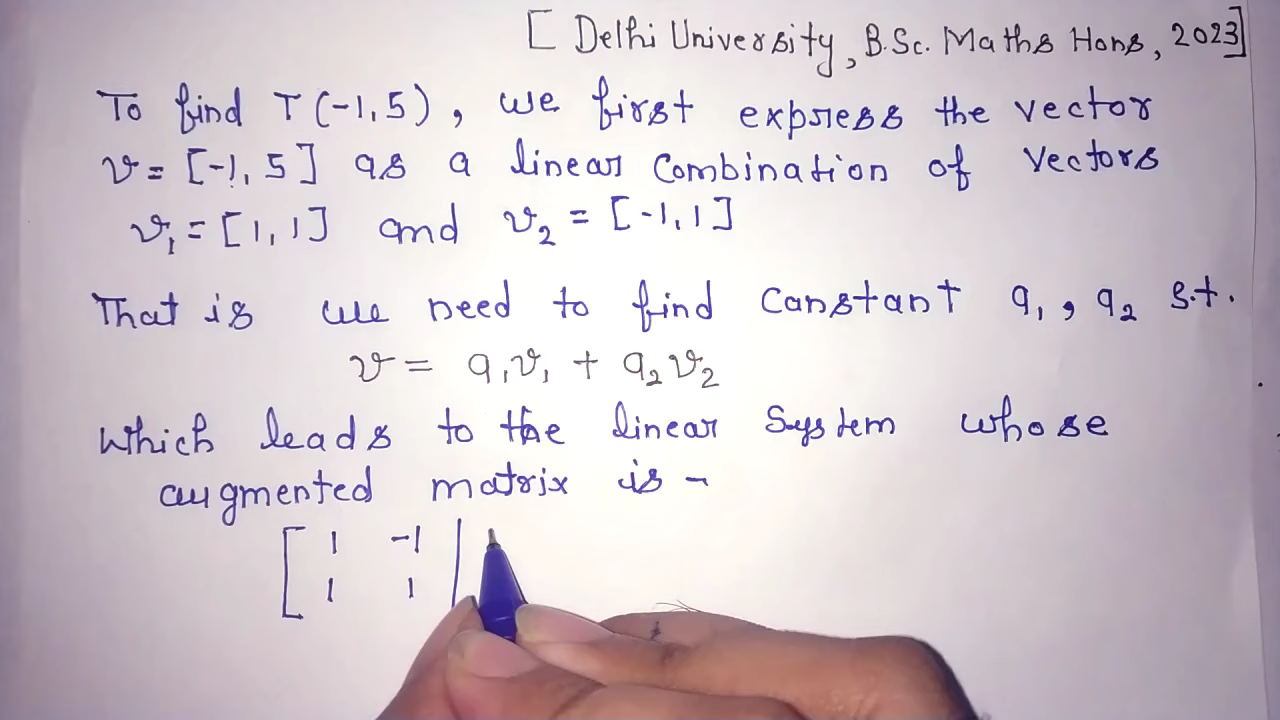 [ Delhi University, B.Sc. Maths Hons, 2023]
To find T(-1,5), we first express the vector
v = [-1, 5] as a linear Combination of Vectors
v₁ = [1, 1] and v₂ = [-1, 1]
That is we need to find Constant a₁, a₂ s.t.
v = a₁v₁ + a₂v₂
Which leads to the linear System whose
augmented matrix is -
[ 1 -1 |
1 1